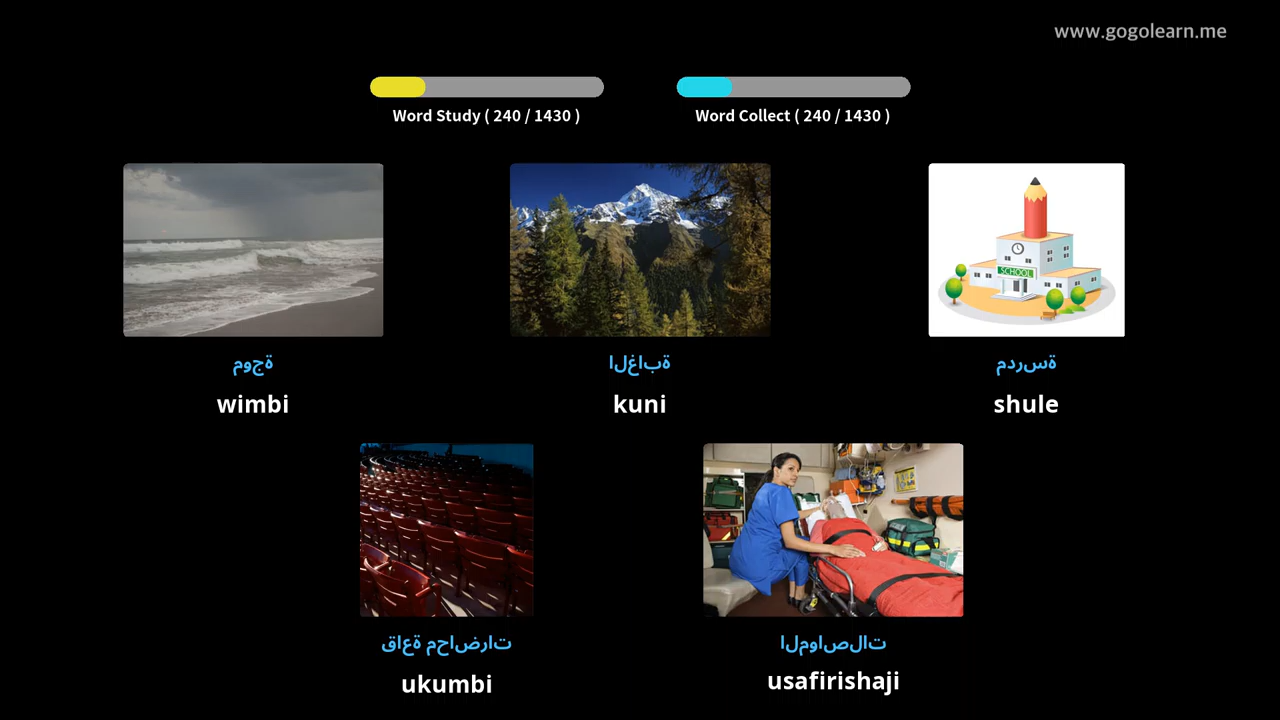 www.gogolearn.me
Word Study ( 240 / 1430 )
Word Collect ( 240 / 1430 )
SCHOOL
موجة
الغابة
مدرسة
wimbi
kuni
shule
قاعة محاضرات
المواصلات
ukumbi
usafirishaji